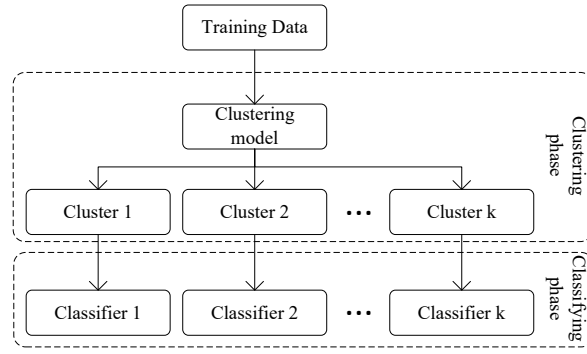 Training Data
Clustering
model
Clustering
phase
Cluster 1
Cluster 2
•••
Cluster k
Classifier 1
Classifier 2
•••
Classifier k
Classifying
phase